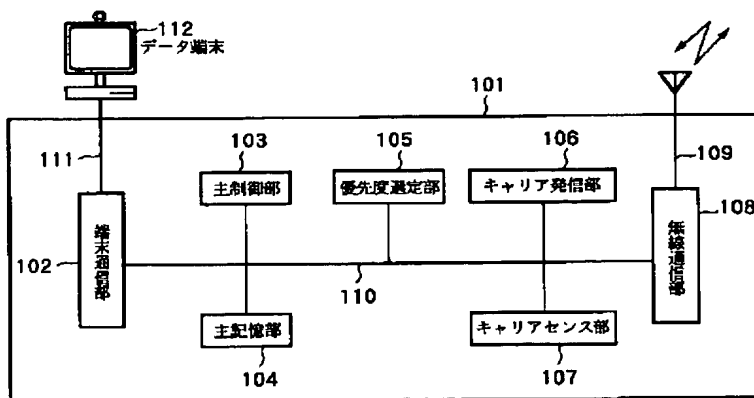 112
データ端末
101
103
105
106
111
109
主制御部
優先度選定部
キャリア発信部
108
端末通信部
無線通信部
102
110
主記憶部
キャリアセンス部
104
107